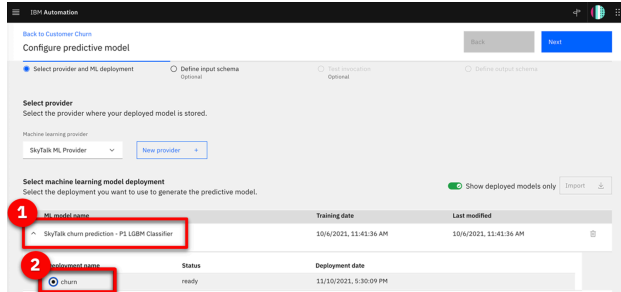 IBM Automation
Back to Customer Churn
Configure predictive model
Back
Next
Select provider and ML deployment
Define input schema
Optional
Test invocation
Optional
Define output schema
Select provider
Select the provider where your deployed model is stored.
Machine learning provider
SkyTalk ML Provider
New provider +
Select machine learning model deployment
Select the deployment you want to use to generate the predictive model.
Show deployed models only
Import
1
ML model name
Training date
Last modified
SkyTalk churn prediction - P1 LGBM Classifier
10/6/2021, 11:41:36 AM
10/6/2021, 11:41:36 AM
2
Deployment name
Status
Deployment date
churn
ready
11/10/2021, 5:30:09 PM